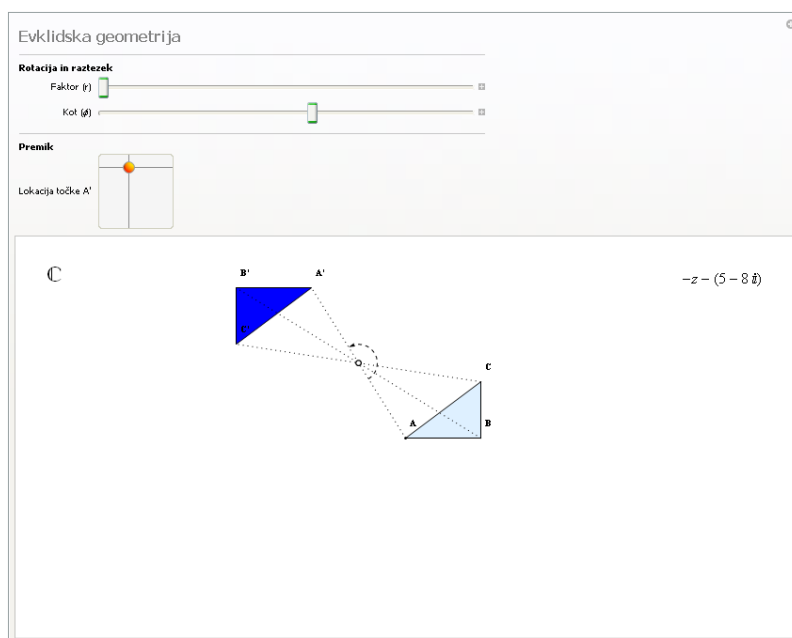 Evklidska geometrija
Rotacija in raztezek
Faktor (r)
Kot (ϕ)
Premik
Lokacija točke A'
ℂ
B' A'
-z - (5 - 8 i)
C'
C
A B